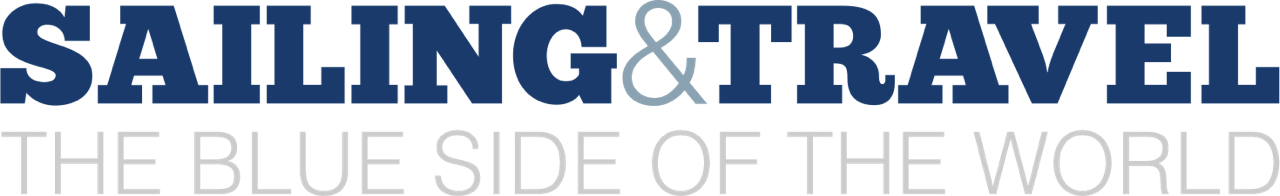 SAILING&TRAVEL
THE BLUE SIDE OF THE WORLD